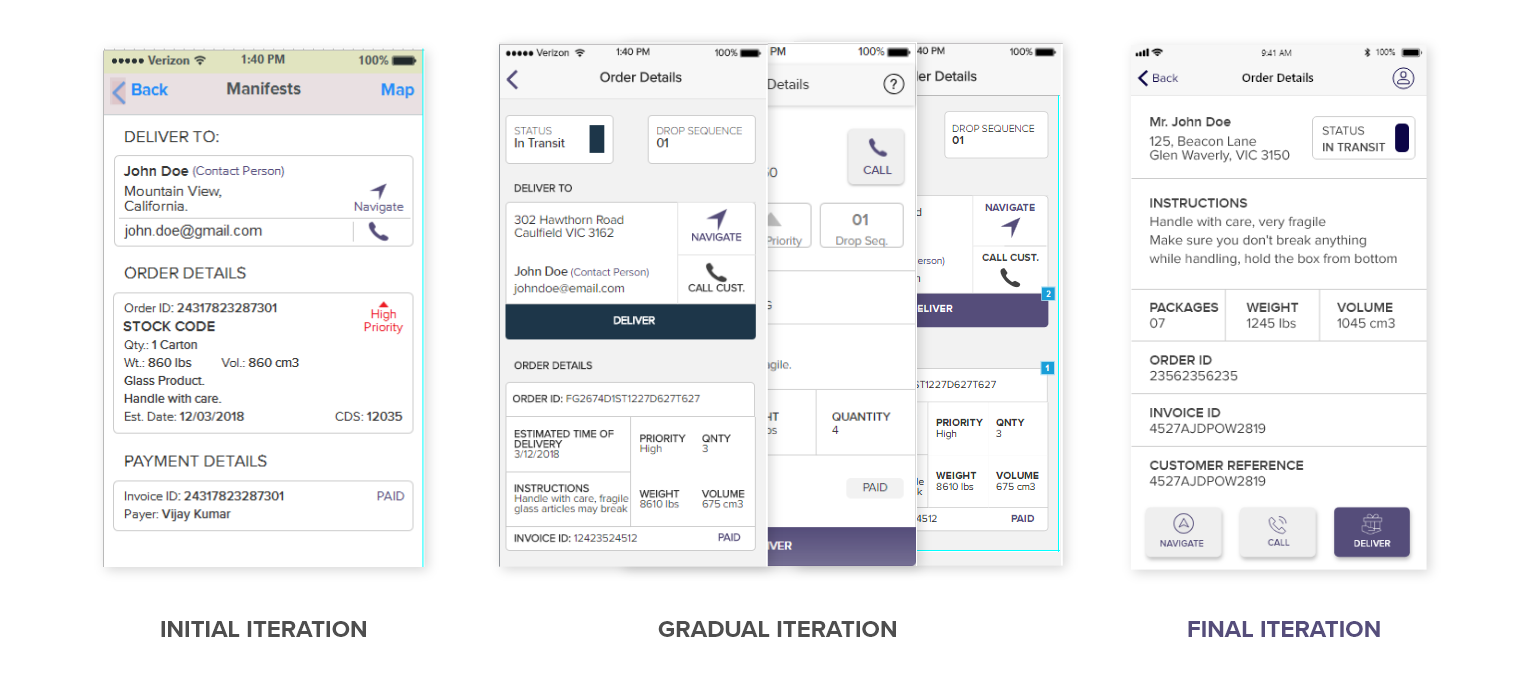 ●●●●● Verizon 1:40 PM 100%
Back Manifests Map
DELIVER TO:
John Doe (Contact Person)
Mountain View,
California.
Navigate
john.doe@gmail.com
ORDER DETAILS
Order ID: 24317823287301
STOCK CODE
High
Priority
Qty.: 1 Carton
Wt.: 860 lbs Vol.: 860 cm3
Glass Product.
Handle with care.
Est. Date: 12/03/2018 CDS: 12035
PAYMENT DETAILS
Invoice ID: 24317823287301 PAID
Payer: Vijay Kumar
INITIAL ITERATION
●●●●● Verizon 1:40 PM 100%
Order Details
STATUS
In Transit
DROP SEQUENCE
01
DELIVER TO
302 Hawthorn Road
Caulfield VIC 3162
NAVIGATE
John Doe (Contact Person)
johndoe@email.com
CALL CUST.
DELIVER
ORDER DETAILS
ORDER ID: FG2674D1ST1227D627T627
ESTIMATED TIME OF
DELIVERY
3/12/2018
PRIORITY
High
QNTY
3
INSTRUCTIONS
Handle with care, fragile
glass articles may break
WEIGHT
8610 lbs
VOLUME
675 cm3
INVOICE ID: 12423524512 PAID
PM 100%
Details ?
CALL
Priority
01
Drop Seq.
gile.
QUANTITY
4
PAID
VER
40 PM 100%
er Details
DROP SEQUENCE
01
NAVIGATE
erson)
CALL CUST.
2
ELIVER
1
ST1227D627T627
PRIORITY
High
QNTY
3
WEIGHT
8610 lbs
VOLUME
675 cm3
4512 PAID
GRADUAL ITERATION
9:41 AM 100%
Back Order Details
Mr. John Doe
125, Beacon Lane
Glen Waverly, VIC 3150
STATUS
IN TRANSIT
INSTRUCTIONS
Handle with care, very fragile
Make sure you don't break anything
while handling, hold the box from bottom
PACKAGES
07
WEIGHT
1245 lbs
VOLUME
1045 cm3
ORDER ID
23562356235
INVOICE ID
4527AJDPOW2819
CUSTOMER REFERENCE
4527AJDPOW2819
NAVIGATE CALL DELIVER
FINAL ITERATION